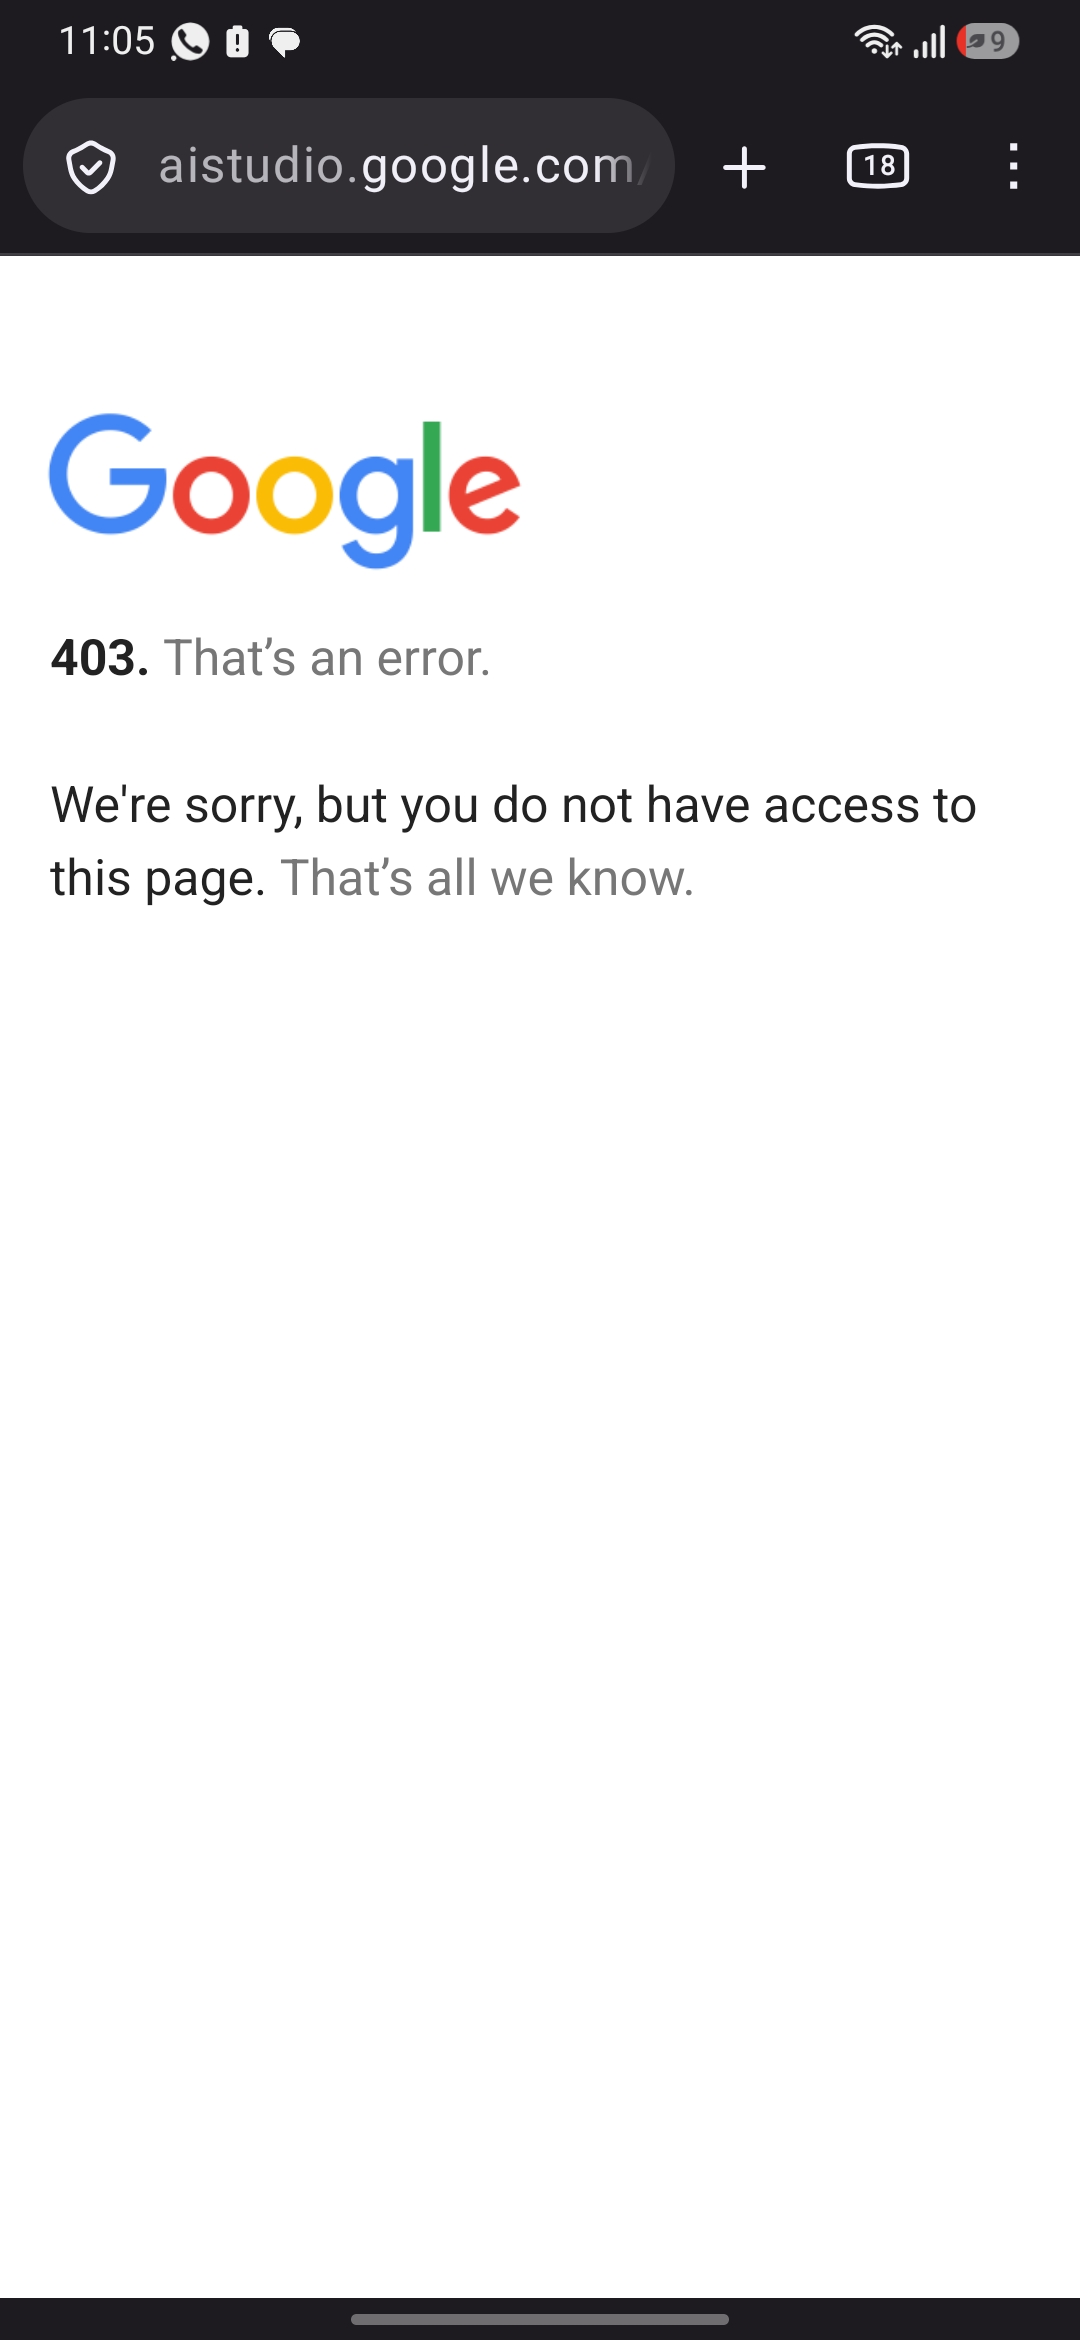 11:05
9
aistudio.google.com/
18
Google
403. That’s an error.
We're sorry, but you do not have access to
this page. That’s all we know.